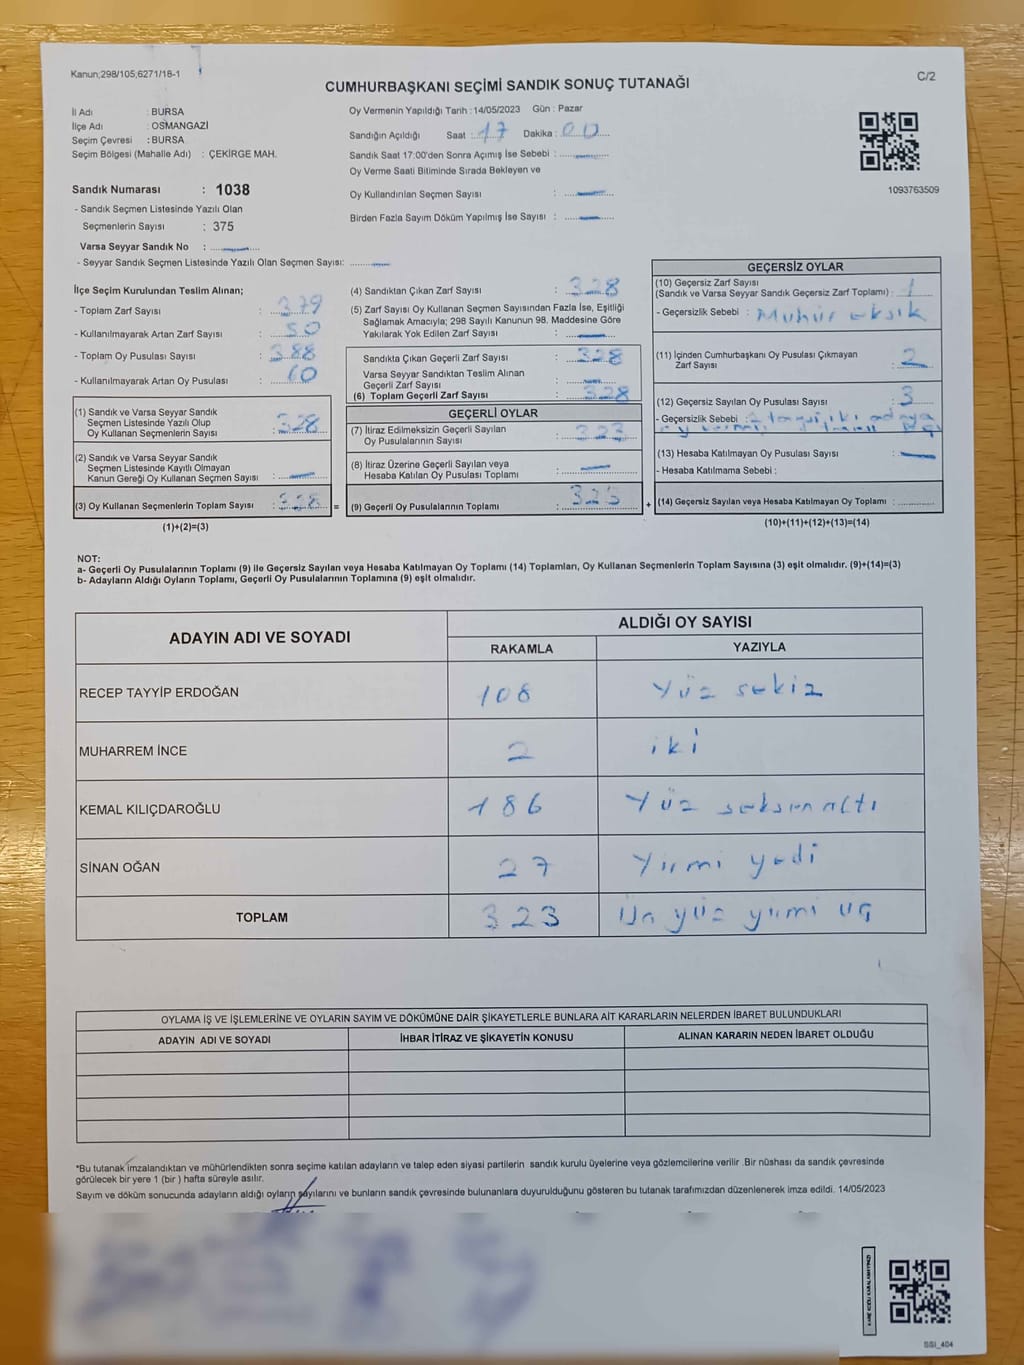 Kanun;298/105;6271/18-1
C/2
CUMHURBAŞKANI SEÇİMİ SANDIK SONUÇ TUTANAĞI
İl Adı : BURSA
İlçe Adı : OSMANGAZİ
Seçim Çevresi : BURSA
Seçim Bölgesi (Mahalle Adı) : ÇEKİRGE MAH.
Sandık Numarası : 1038
- Sandık Seçmen Listesinde Yazılı Olan
Seçmenlerin Sayısı : 375
Varsa Seyyar Sandık No :
- Seyyar Sandık Seçmen Listesinde Yazılı Olan Seçmen Sayısı:
Oy Vermenin Yapıldığı Tarih : 14/05/2023 Gün : Pazar
Sandığın Açıldığı Saat : 17 Dakika : 00
Sandık Saat 17:00'den Sonra Açımış İse Sebebi :
Oy Verme Saati Bitiminde Sırada Bekleyen ve
Oy Kullandırılan Seçmen Sayısı :
Birden Fazla Sayım Döküm Yapılmış İse Sayısı :
1093763509
İlçe Seçim Kurulundan Teslim Alınan;
- Toplam Zarf Sayısı : 379
- Kullanılmayarak Artan Zarf Sayısı : 50
- Toplam Oy Pusulası Sayısı : 388
- Kullanılmayarak Artan Oy Pusulası : 60
(1) Sandık ve Varsa Seyyar Sandık
Seçmen Listesinde Yazılı Olup
Oy Kullanan Seçmenlerin Sayısı : 328
(2) Sandık ve Varsa Seyyar Sandık
Seçmen Listesinde Kayıtlı Olmayan
Kanun Gereği Oy Kullanan Seçmen Sayısı :
(3) Oy Kullanan Seçmenlerin Toplam Sayısı : 328 =
(1)+(2)=(3)
(4) Sandıktan Çıkan Zarf Sayısı : 328
(5) Zarf Sayısı Oy Kullanan Seçmen Sayısından Fazla İse, Eşitliği
Sağlamak Amacıyla; 298 Sayılı Kanunun 98. Maddesine Göre
Yakılarak Yok Edilen Zarf Sayısı :
Sandıkta Çıkan Geçerli Zarf Sayısı : 328
Varsa Seyyar Sandıktan Teslim Alınan
Geçerli Zarf Sayısı :
(6) Toplam Geçerli Zarf Sayısı : 328
GEÇERLİ OYLAR
(7) İtiraz Edilmeksizin Geçerli Sayılan
Oy Pusulalarının Sayısı : 323
(8) İtiraz Üzerine Geçerli Sayılan veya
Hesaba Katılan Oy Pusulası Toplamı :
(9) Geçerli Oy Pusulalarının Toplamı : 323 +
GEÇERSİZ OYLAR
(10) Geçersiz Zarf Sayısı
(Sandık ve Varsa Seyyar Sandık Geçersiz Zarf Toplamı) : 1
- Geçersizlik Sebebi : Mühür eksik
(11) İçinden Cumhurbaşkanı Oy Pusulası Çıkmayan
Zarf Sayısı : 2
(12) Geçersiz Sayılan Oy Pusulası Sayısı : 3
- Geçersizlik Sebebi : iki adaya
oy
(13) Hesaba Katılmayan Oy Pusulası Sayısı :
- Hesaba Katılmama Sebebi :
(14) Geçersiz Sayılan veya Hesaba Katılmayan Oy Toplamı :
(10)+(11)+(12)+(13)=(14)
NOT:
a- Geçerli Oy Pusulalarının Toplamı (9) ile Geçersiz Sayılan veya Hesaba Katılmayan Oy Toplamı (14) Toplamları, Oy Kullanan Seçmenlerin Toplam Sayısına (3) eşit olmalıdır. (9)+(14)=(3)
b- Adayların Aldığı Oyların Toplamı, Geçerli Oy Pusulalarının Toplamına (9) eşit olmalıdır.
ADAYIN ADI VE SOYADI
ALDIĞI OY SAYISI
RAKAMLA YAZIYLA
RECEP TAYYİP ERDOĞAN 108 Yüz sekiz
MUHARREM İNCE 2 iki
KEMAL KILIÇDAROĞLU 186 Yüz seksen altı
SİNAN OĞAN 27 Yirmi yedi
TOPLAM 323 Üç yüz yirmi üç
OYLAMA İŞ VE İŞLEMLERİNE VE OYLARIN SAYIM VE DÖKÜMÜNE DAİR ŞİKAYETLERLE BUNLARA AİT KARARLARIN NELERDEN İBARET BULUNDUKLARI
ADAYIN ADI VE SOYADI İHBAR İTİRAZ VE ŞİKAYETİN KONUSU ALINAN KARARIN NEDEN İBARET OLDUĞU
*Bu tutanak imzalandıktan ve mühürlendikten sonra seçime katılan adayların ve talep eden siyasi partilerin sandık kurulu üyelerine veya gözlemcilerine verilir .Bir nüshası da sandık çevresinde
görülecek bir yere 1 (bir ) hafta süreyle asılır.
Sayım ve döküm sonucunda adayların aldığı oyların sayılarını ve bunların sandık çevresinde bulunanlara duyurulduğunu gösteren bu tutanak tarafımızdan düzenlenerek imza edildi. 14/05/2023
KARE KODU KARALAMAYINIZ!
SSI_404